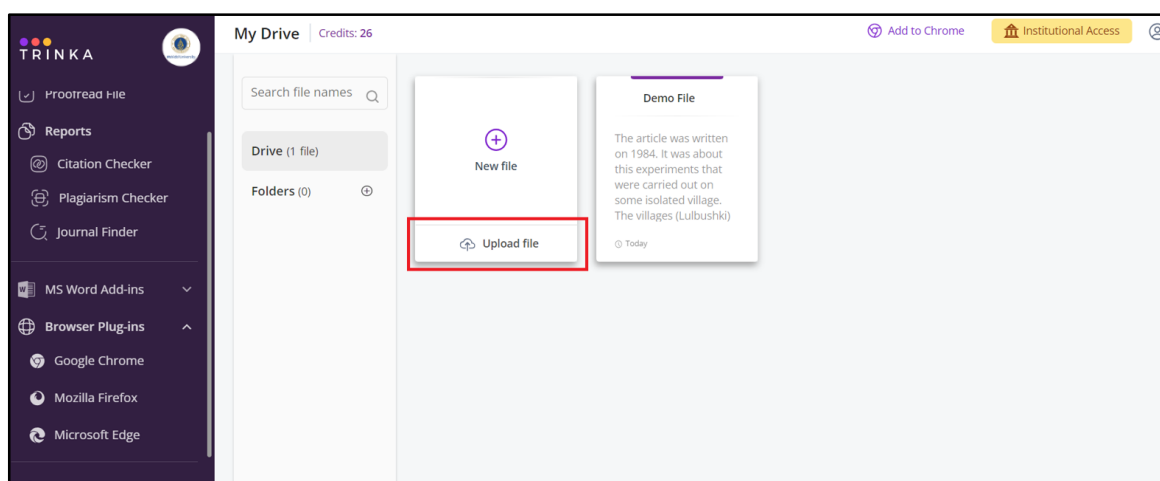 TRINKA
Proofread File
Reports
Citation Checker
Plagiarism Checker
Journal Finder
MS Word Add-ins
Browser Plug-ins
Google Chrome
Mozilla Firefox
Microsoft Edge
My Drive
Credits: 26
Add to Chrome
Institutional Access
Search file names
Drive (1 file)
Folders (0)
New file
Upload file
Demo File
The article was written
on 1984. It was about
this experiments that
were carried out on
some isolated village.
The villages (Lulbushki)
Today